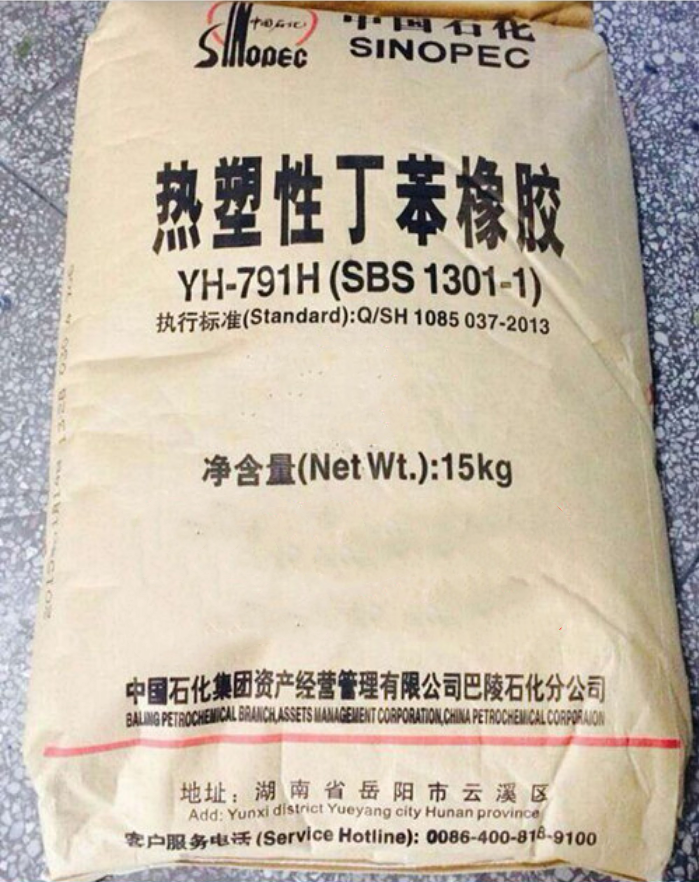 中国石化
SINOPEC
中国石化
SINOPEC
热塑性丁苯橡胶
YH-791H (SBS 1301-1)
执行标准(Standard):Q/SH 1085 037-2013
净含量(Net Wt.):15kg
中国石化集团资产经营管理有限公司巴陵石化分公司
BALING PETROCHEMICAL BRANCH,ASSETS MANAGEMENT CORPORATION,CHINA PETROCHEMICAL CORPORAION
地址：湖南省岳阳市云溪区
Add: Yunxi district Yueyang city Hunan province
客户服务电话(Service Hotline): 0086-400-818-9100